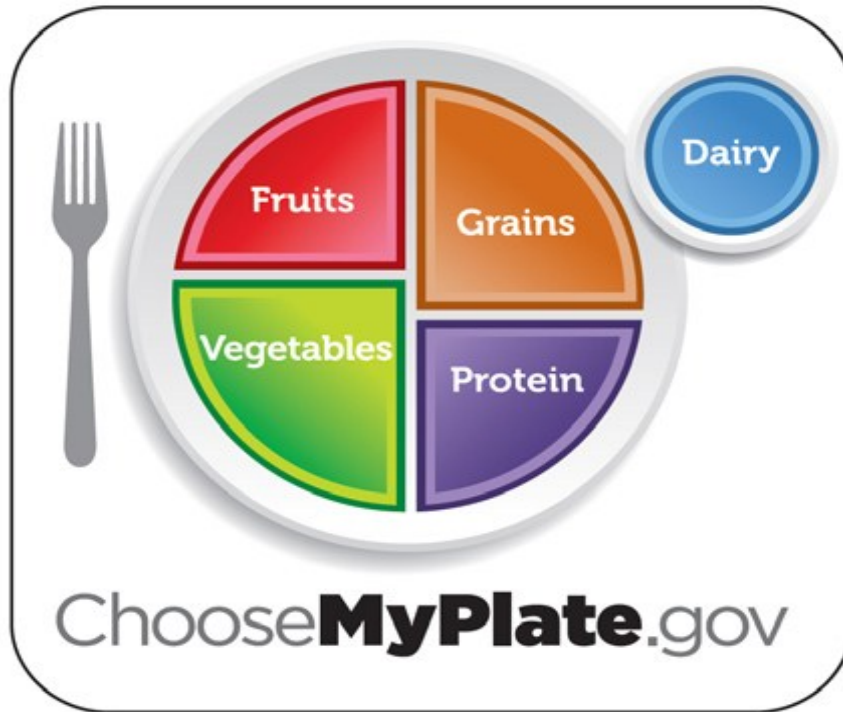 Fruits
Grains
Dairy
Vegetables
Protein
ChooseMyPlate.gov